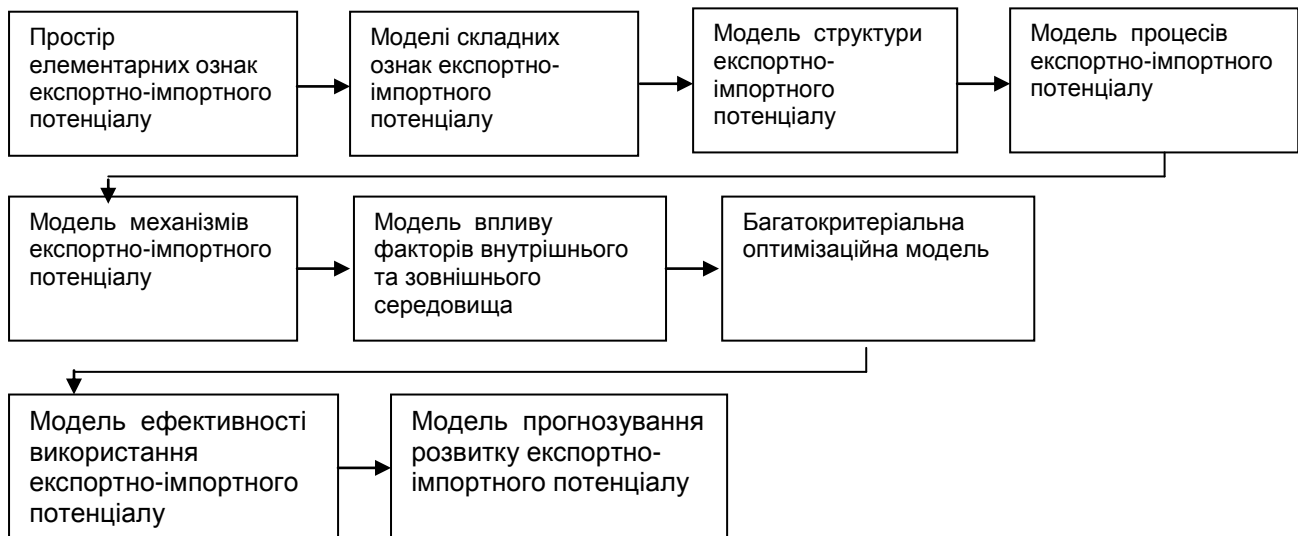 Простір
елементарних ознак
експортно-імпортного
потенціалу
Моделі складних
ознак експортно-
імпортного
потенціалу
Модель структури
експортно-
імпортного
потенціалу
Модель процесів
експортно-імпортного
потенціалу
Модель механізмів
експортно-імпортного
потенціалу
Модель впливу
факторів внутрішнього
та зовнішнього
середовища
Багатокритеріальна
оптимізаційна модель
Модель ефективності
використання
експортно-імпортного
потенціалу
Модель прогнозування
розвитку експортно-
імпортного потенціалу